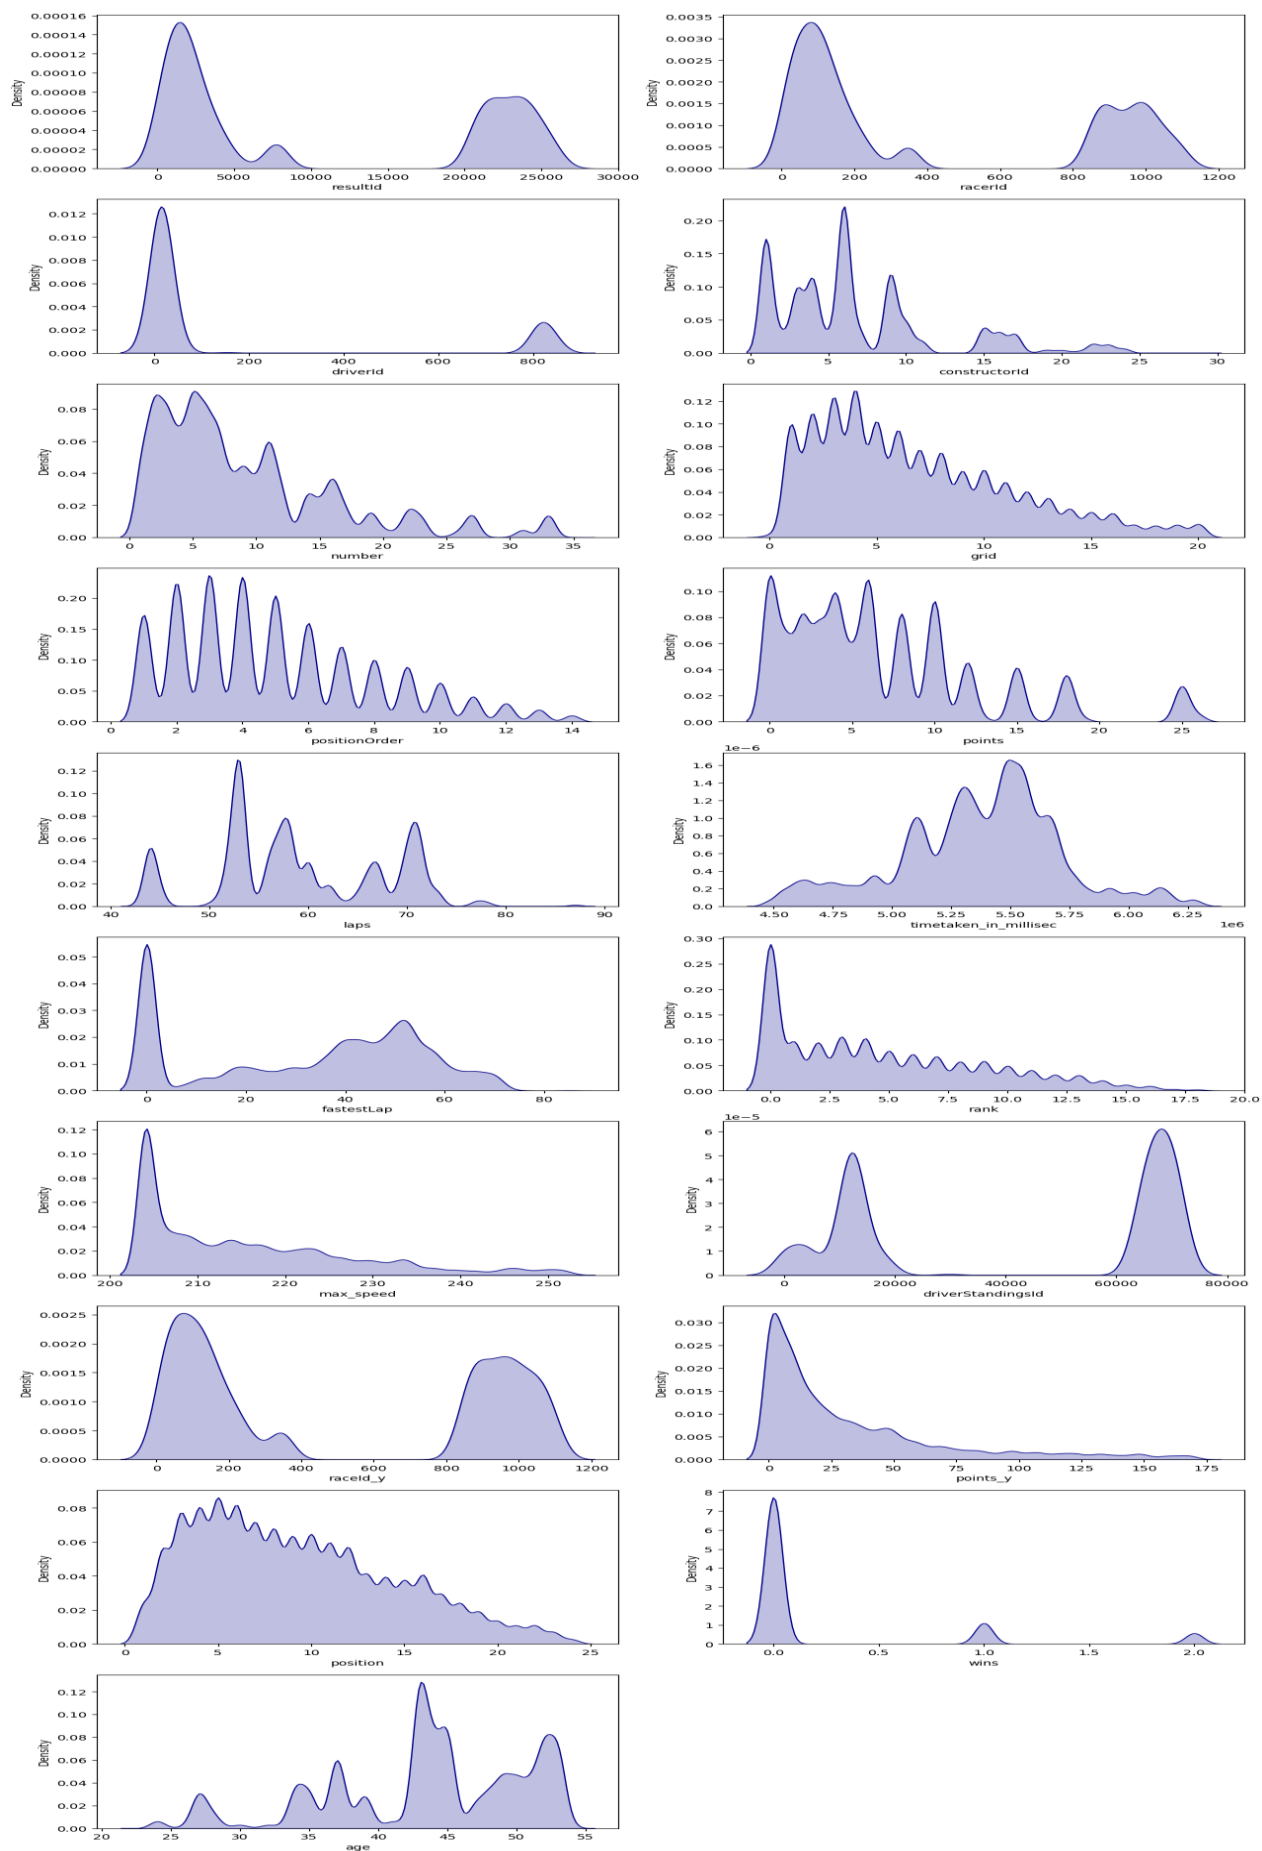 0.00016
0.00014
0.00012
0.00010
0.00008
0.00006
0.00004
0.00002
0.00000
Density
0 5000 10000 15000 20000 25000 30000
resultId
0.0035
0.0030
0.0025
0.0020
0.0015
0.0010
0.0005
0.0000
Density
0 200 400 600 800 1000 1200
racerId
0.012
0.010
0.008
0.006
0.004
0.002
0.000
Density
0 200 400 600 800
driverId
0.20
0.15
0.10
0.05
0.00
Density
0 5 10 15 20 25 30
constructorId
0.08
0.06
0.04
0.02
0.00
Density
0 5 10 15 20 25 30 35
number
0.12
0.10
0.08
0.06
0.04
0.02
0.00
Density
0 5 10 15 20
grid
0.20
0.15
0.10
0.05
0.00
Density
0 2 4 6 8 10 12 14
positionOrder
0.10
0.08
0.06
0.04
0.02
0.00
Density
0 5 10 15 20 25
points
0.12
0.10
0.08
0.06
0.04
0.02
0.00
Density
40 50 60 70 80 90
laps
1e−6
1.6
1.4
1.2
1.0
0.8
0.6
0.4
0.2
0.0
Density
4.50 4.75 5.00 5.25 5.50 5.75 6.00 6.25
timetaken_in_millisec 1e6
0.05
0.04
0.03
0.02
0.01
0.00
Density
0 20 40 60 80
fastestLap
0.30
0.25
0.20
0.15
0.10
0.05
0.00
Density
0.0 2.5 5.0 7.5 10.0 12.5 15.0 17.5 20.0
rank
0.12
0.10
0.08
0.06
0.04
0.02
0.00
Density
200 210 220 230 240 250
max_speed
1e−5
6
5
4
3
2
1
0
Density
0 20000 40000 60000 80000
driverStandingsId
0.0025
0.0020
0.0015
0.0010
0.0005
0.0000
Density
0 200 400 600 800 1000 1200
raceId_y
0.030
0.025
0.020
0.015
0.010
0.005
0.000
Density
0 25 50 75 100 125 150 175
points_y
0.08
0.06
0.04
0.02
0.00
Density
0 5 10 15 20 25
position
8
7
6
5
4
3
2
1
0
Density
0.0 0.5 1.0 1.5 2.0
wins
0.12
0.10
0.08
0.06
0.04
0.02
0.00
Density
20 25 30 35 40 45 50 55
age